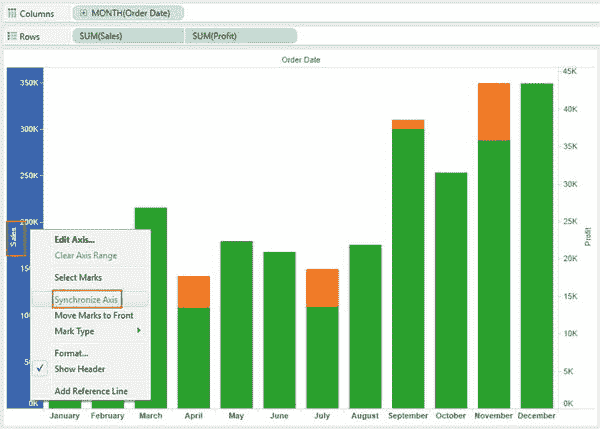 Columns
MONTH(Order Date)
Rows
SUM(Sales)
SUM(Profit)
Order Date
350K
300K
250K
200K
Sales
0K
Edit Axis...
Clear Axis Range
Select Marks
Synchronize Axis
Move Marks to Front
Mark Type
Format...
Show Header
Add Reference Line
45K
40K
35K
30K
25K
20K
15K
10K
5K
0K
Profit
January
February
March
April
May
June
July
August
September
October
November
December